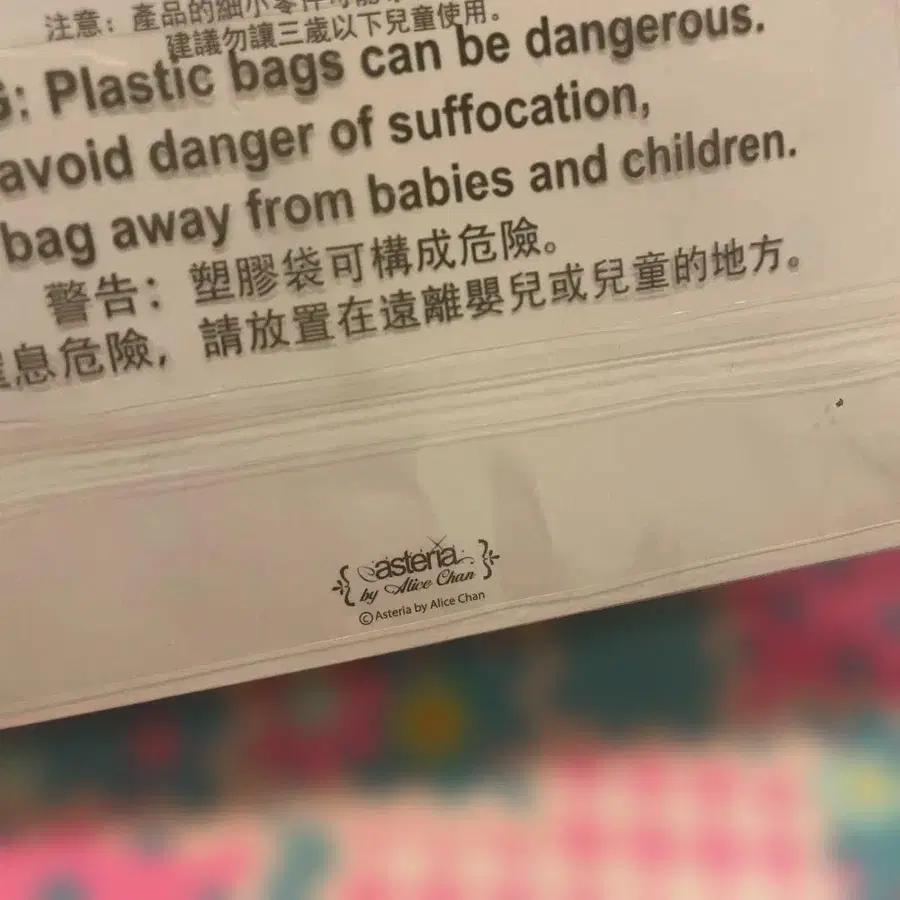 注意：產品的細小零件可能
建議勿讓三歲以下兒童使用。
G: Plastic bags can be dangerous.
avoid danger of suffocation,
bag away from babies and children.
警告：塑膠袋可構成危險。
窒息危險，請放置在遠離嬰兒或兒童的地方。
asteria
by Alice Chan
© Asteria by Alice Chan